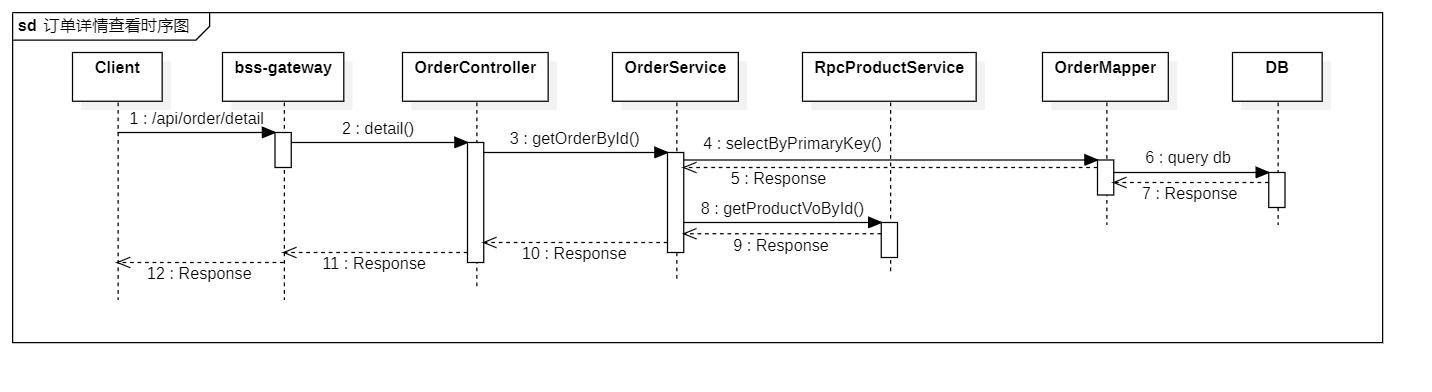 sd 订单详情查看时序图
Client
bss-gateway
OrderController
OrderService
RpcProductService
OrderMapper
DB
1 : /api/order/detail
2 : detail()
3 : getOrderById()
4 : selectByPrimaryKey()
5 : Response
6 : query db
7 : Response
8 : getProductVoById()
9 : Response
10 : Response
11 : Response
12 : Response